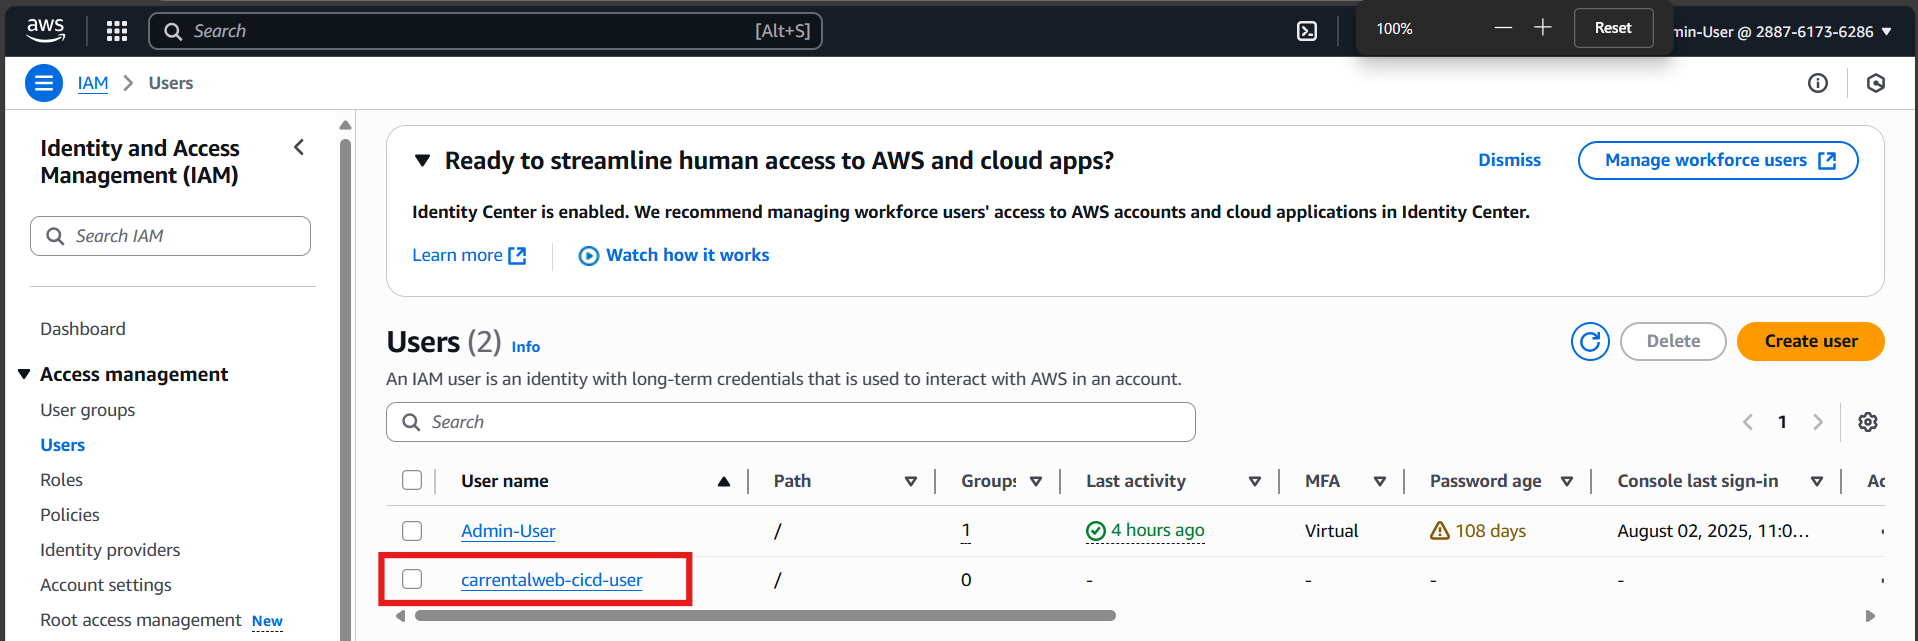 aws
Search [Alt+S]
100% Reset
min-User @ 2887-6173-6286
IAM Users
Identity and Access Management (IAM)
Search IAM
Dashboard
Access management
User groups
Users
Roles
Policies
Identity providers
Account settings
Root access management New
Ready to streamline human access to AWS and cloud apps?
Dismiss
Manage workforce users
Identity Center is enabled. We recommend managing workforce users' access to AWS accounts and cloud applications in Identity Center.
Learn more
Watch how it works
Users (2) Info
Delete
Create user
An IAM user is an identity with long-term credentials that is used to interact with AWS in an account.
Search
1
User name Path Groups Last activity MFA Password age Console last sign-in Ac
Admin-User / 1 4 hours ago Virtual 108 days August 02, 2025, 11:0... -
carrentalweb-cicd-user / 0 - - - - -